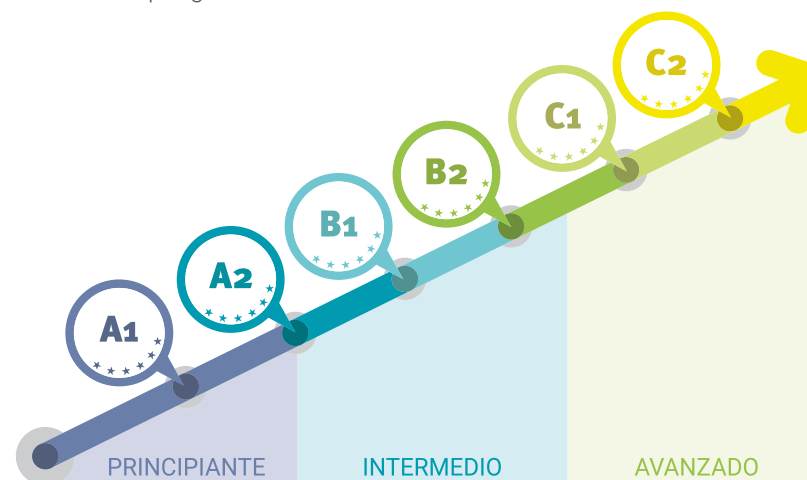 C2
C1
B2
B1
A2
A1
PRINCIPIANTE
INTERMEDIO
AVANZADO